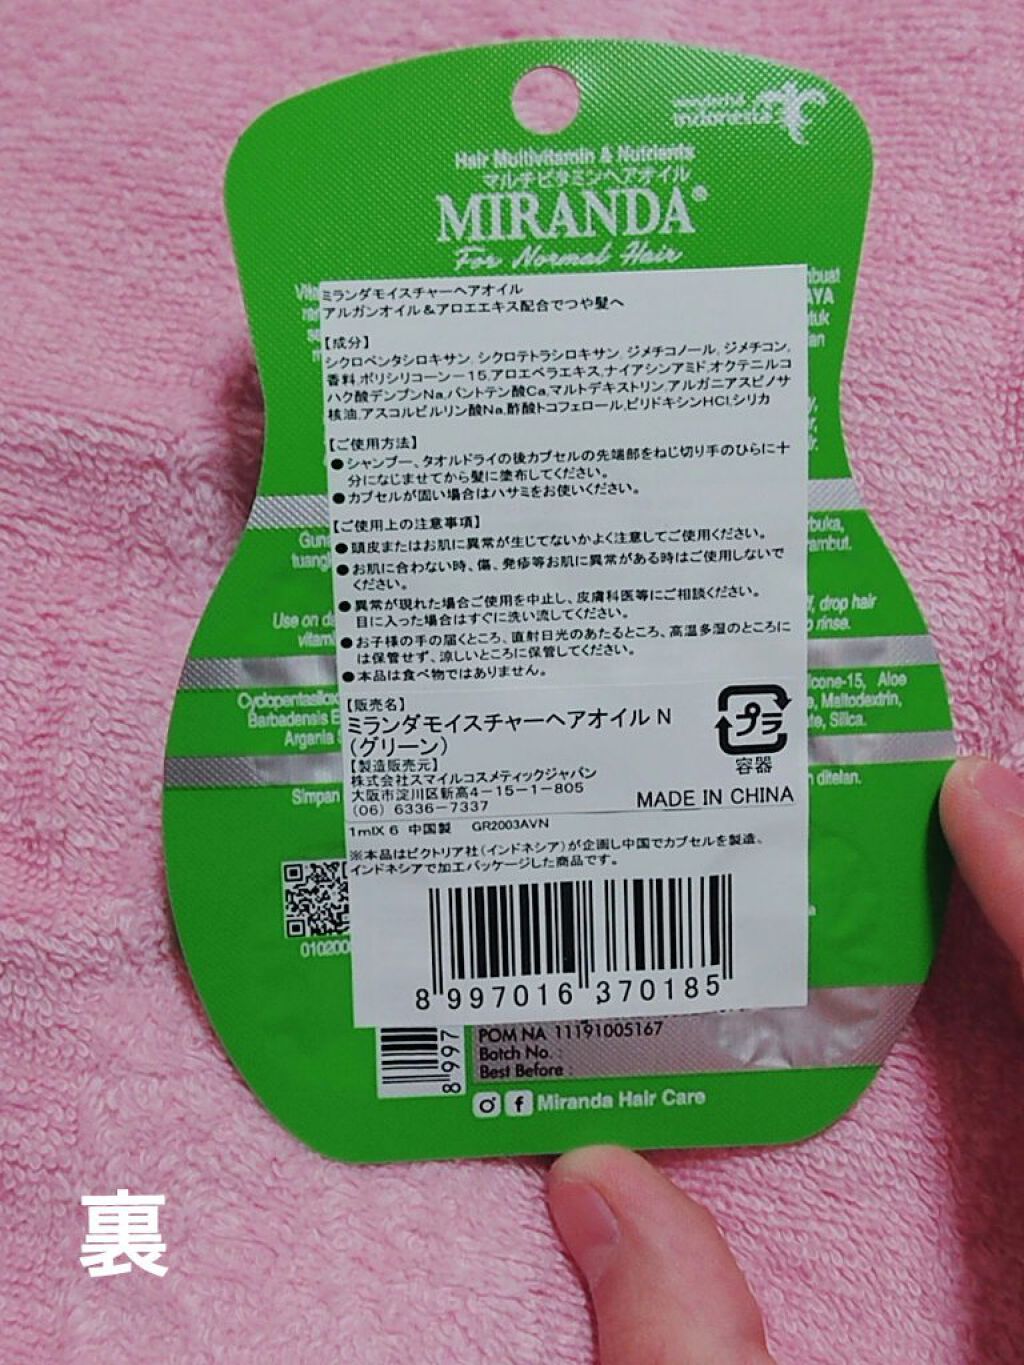 wonderful
indonesia
Hair Multivitamin & Nutrients
マルチビタミンヘアオイル
MIRANDA®
For Normal Hair
ミランダモイスチャーヘアオイル
アルガンオイル&アロエエキス配合でつや髪へ
【成分】
シクロペンタシロキサン,シクロテトラシロキサン,ジメチコノール,ジメチコン,
香料,ポリシリコーン－15,アロエベラエキス,ナイアシンアミド,オクテニルコ
ハク酸デンプンNa,パントテン酸Ca,マルトデキストリン,アルガニアスピノサ
核油,アスコルビルリン酸Na,酢酸トコフェロール,ピリドキシンHCl,シリカ
【ご使用方法】
●シャンプー、タオルドライの後カプセルの先端部をねじ切り手のひらに十
分になじませてから髪に塗布してください。
●カプセルが固い場合はハサミをお使いください。
【ご使用上の注意事項】
●頭皮またはお肌に異常が生じてないかよく注意してご使用ください。
●お肌に合わない時、傷、発疹等お肌に異常がある時はご使用しないで
ください。
●異常が現れた場合ご使用を中止し、皮膚科医等にご相談ください。
目に入った場合はすぐに洗い流してください。
●お子様の手の届くところ、直射日光のあたるところ、高温多湿のところに
は保管せず、涼しいところに保管してください。
●本品は食べ物ではありません。
【販売名】
ミランダモイスチャーヘアオイル N
(グリーン)
【製造販売元】
株式会社スマイルコスメティックジャパン
大阪市淀川区新高4－15－1－805
(06) 6336－7337
プラ
容器
MADE IN CHINA
1mlX 6 中国製 GR2003AVN
※本品はビクトリア社(インドネシア)が企画し中国でカプセルを製造、
インドネシアで加工パッケージした商品です。
8 997016 370185
Use on
Simpan
drop hair
rinse.
Aloe
Maltodextrin,
Silica.
ditelan.
8997
POM NA 11191005167
Batch No. :
Best Before :
Miranda Hair Care
裏